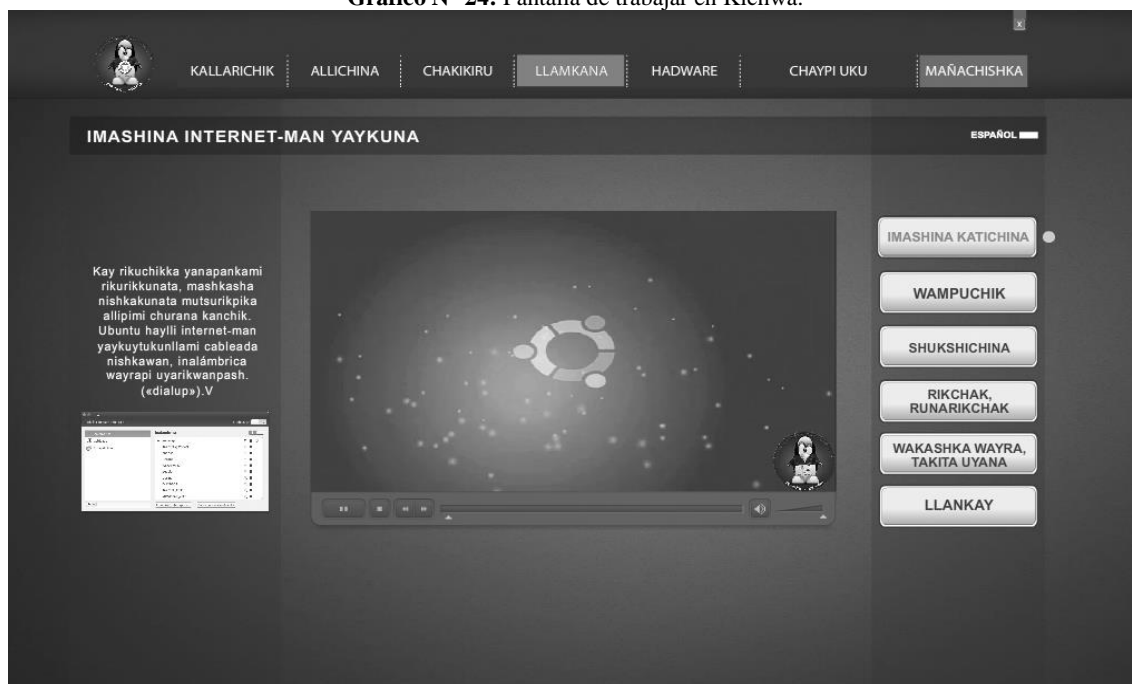 Gráfico N° 24: Pantalla de trabajar en Kichwa.
x
KALLARICHIK
ALLICHINA
CHAKIKIRU
LLAMKANA
HADWARE
CHAYPI UKU
MAÑACHISHKA
IMASHINA INTERNET-MAN YAYKUNA
ESPAÑOL
Kay rikuchikka yanapankami
rikurikkunata, mashkasha
nishkakunata mutsurikpika
allipimi churana kanchik.
Ubuntu haylli internet-man
yaykuytukunllami cableada
nishkawan, inalámbrica
wayrapi uyarikwanpash.
(«dialup»).V
IMASHINA KATICHINA
WAMPUCHIK
SHUKSHICHINA
RIKCHAK,
RUNARIKCHAK
WAKASHKA WAYRA,
TAKITA UYANA
LLANKAY